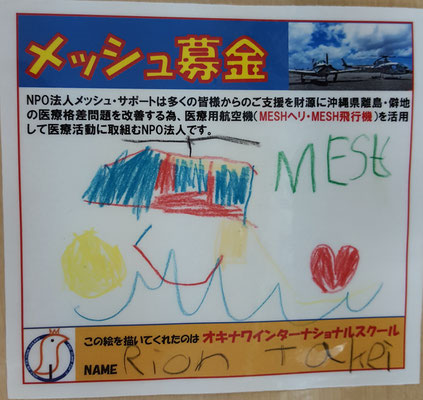 メッシュ募金
NPO法人メッシュ・サポートは多くの皆様からのご支援を財源に沖縄県離島・僻地
の医療格差問題を改善する為、医療用航空機(MESHヘリ・MESH飛行機)を活用
して医療活動に取組むNPO法人です。
MESH
この絵を描いてくれたのは オキナワインターナショナルスクール
NAME Rion Takei